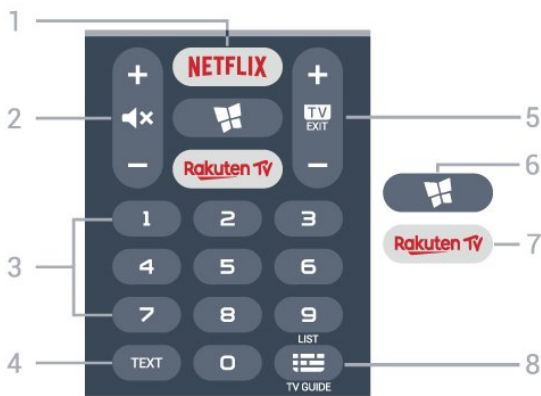 1
NETFLIX
+ +
2
TV
EXIT
5
6
- -
Rakuten TV
Rakuten TV
7
1 2 3
3
4 5 6
7 8 9
LIST
4
TEXT
0
8
TV GUIDE